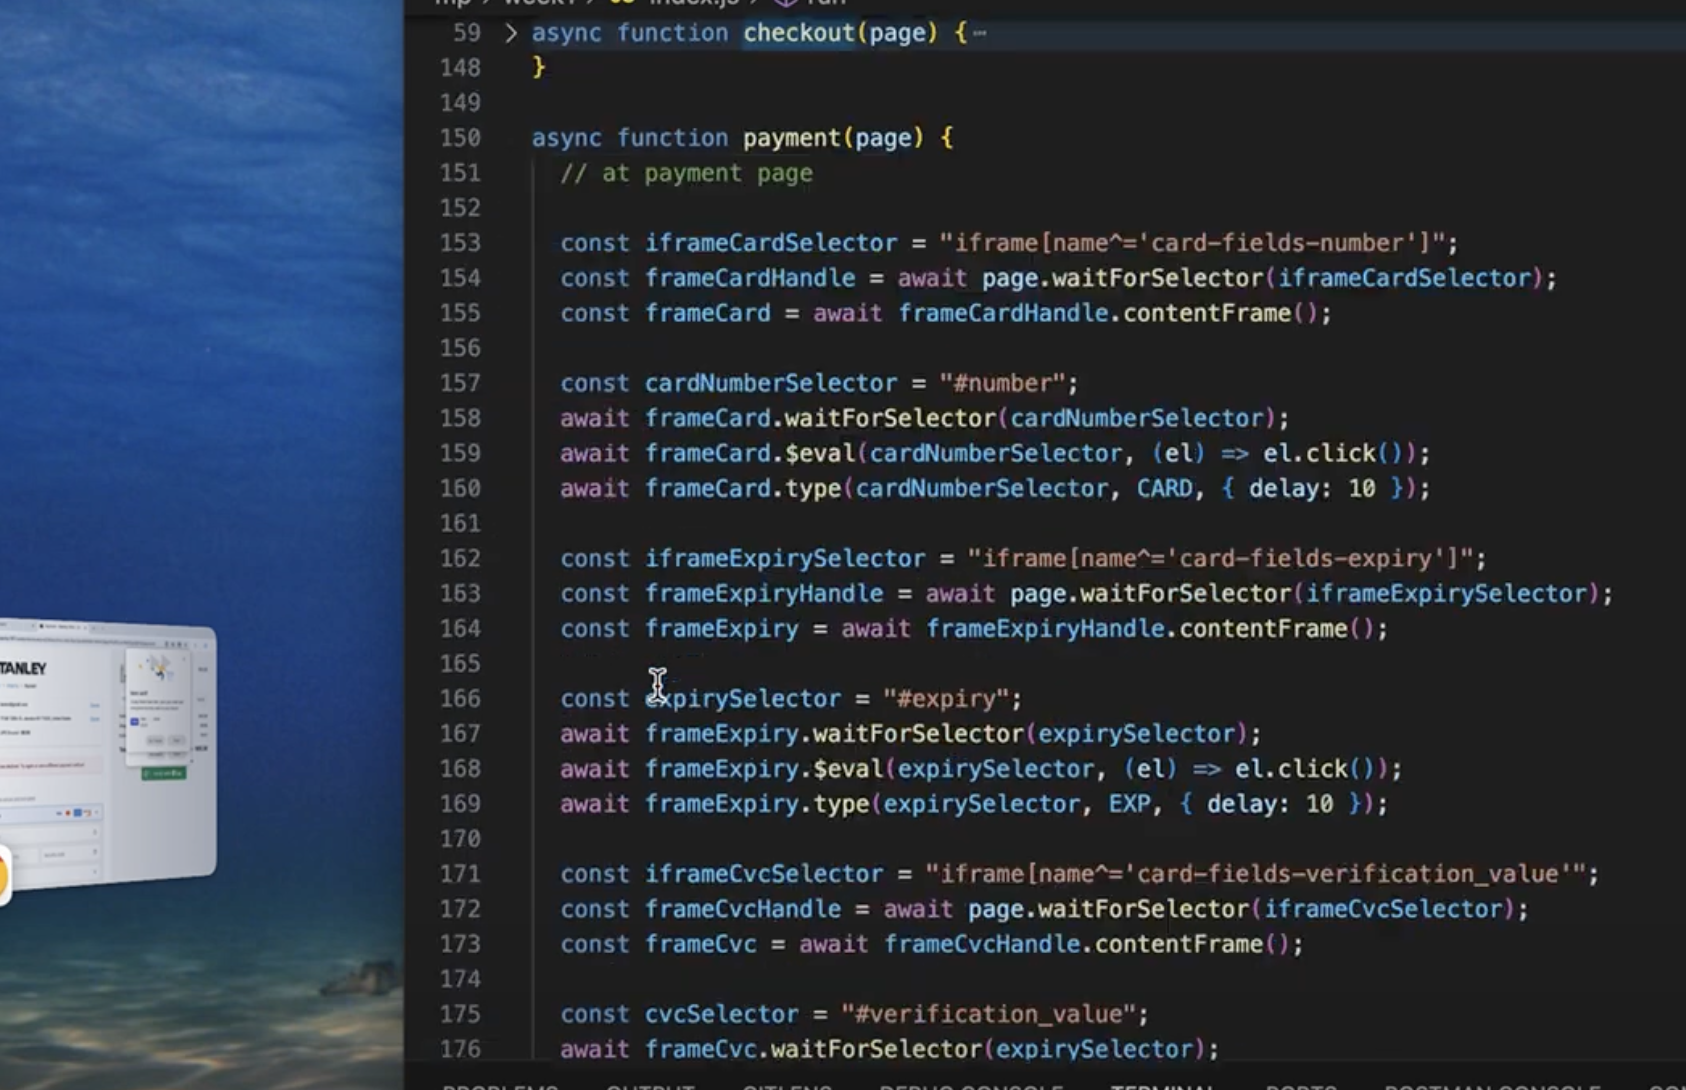 59 > async function checkout(page) {⋯
148 }
149
150 async function payment(page) {
151 // at payment page
152
153 const iframeCardSelector = "iframe[name^='card-fields-number']";
154 const frameCardHandle = await page.waitForSelector(iframeCardSelector);
155 const frameCard = await frameCardHandle.contentFrame();
156
157 const cardNumberSelector = "#number";
158 await frameCard.waitForSelector(cardNumberSelector);
159 await frameCard.$eval(cardNumberSelector, (el) => el.click());
160 await frameCard.type(cardNumberSelector, CARD, { delay: 10 });
161
162 const iframeExpirySelector = "iframe[name^='card-fields-expiry']";
163 const frameExpiryHandle = await page.waitForSelector(iframeExpirySelector);
164 const frameExpiry = await frameExpiryHandle.contentFrame();
165
166 const expirySelector = "#expiry";
167 await frameExpiry.waitForSelector(expirySelector);
168 await frameExpiry.$eval(expirySelector, (el) => el.click());
169 await frameExpiry.type(expirySelector, EXP, { delay: 10 });
170
171 const iframeCvcSelector = "iframe[name^='card-fields-verification_value'";
172 const frameCvcHandle = await page.waitForSelector(iframeCvcSelector);
173 const frameCvc = await frameCvcHandle.contentFrame();
174
175 const cvcSelector = "#verification_value";
176 await frameCvc.waitForSelector(expirySelector);
PROBLEMS OUTPUT GITLENS DEBUG CONSOLE TERMINAL PORTS POSTMAN CONSOLE
TANLEY